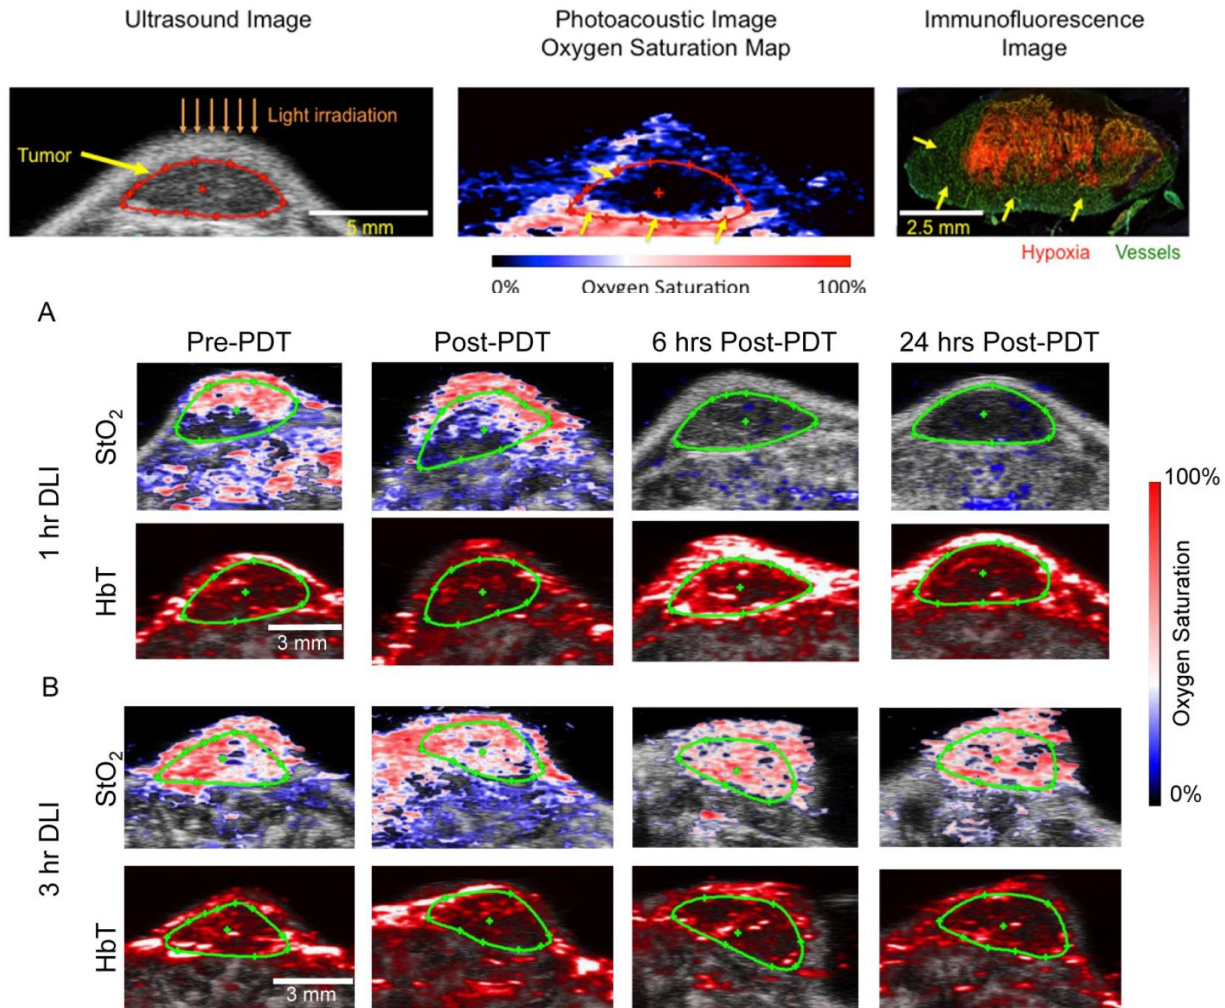 Ultrasound Image
Photoacoustic Image
Oxygen Saturation Map
Immunofluorescence
Image
Light irradiation
Tumor
5 mm
2.5 mm
Hypoxia Vessels
0% Oxygen Saturation 100%
A
Pre-PDT Post-PDT 6 hrs Post-PDT 24 hrs Post-PDT
1 hr DLI
StO2
HbT
3 mm
100%
Oxygen Saturation
0%
B
3 hr DLI
StO2
HbT
3 mm